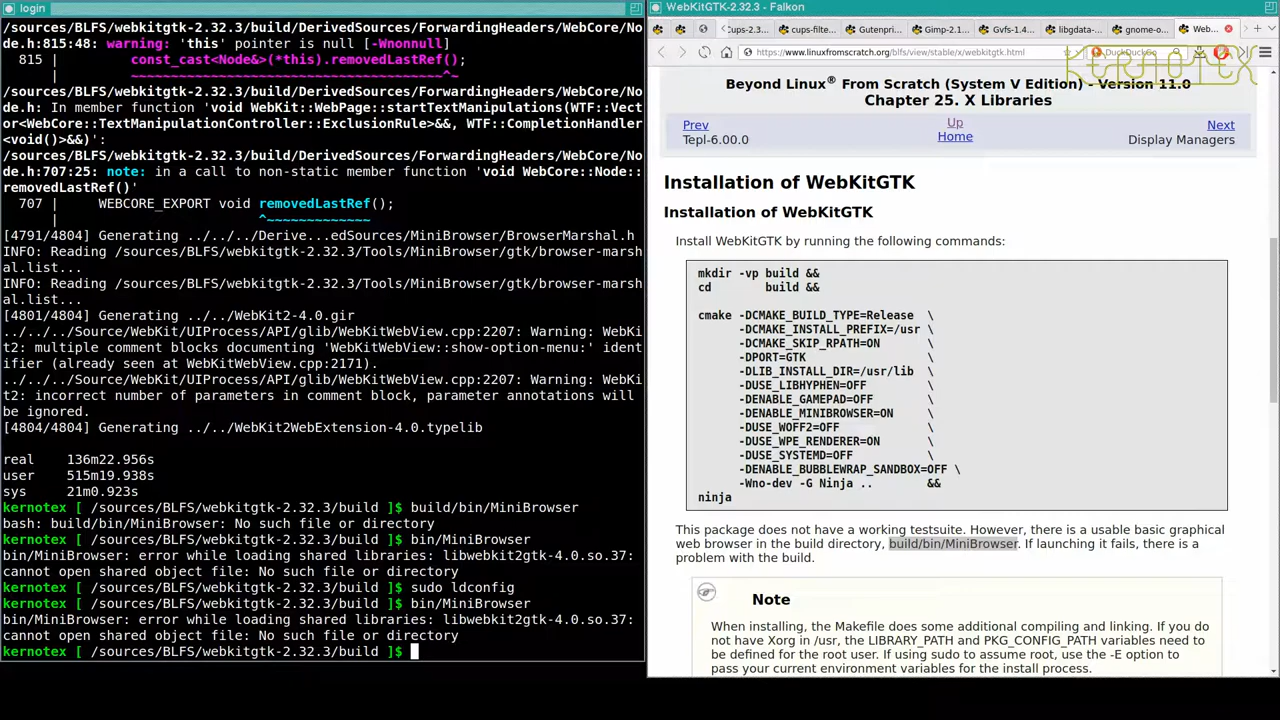 login
/sources/BLFS/webkitgtk-2.32.3/build/DerivedSources/ForwardingHeaders/WebCore/No
de.h:815:48: warning: 'this' pointer is null [-Wnonnull]
815 | const_cast<Node&>(*this).removedLastRef();
| ~~~~~~~~~~~~~~~~~~~~~~~~~~~~~~~~~~~~~~~^~
/sources/BLFS/webkitgtk-2.32.3/build/DerivedSources/ForwardingHeaders/WebCore/No
de.h: In member function 'void WebKit::WebPage::startTextManipulations(WTF::Vect
or<WebCore::TextManipulationController::ExclusionRule>&&, WTF::CompletionHandler
<void()>&&)':
/sources/BLFS/webkitgtk-2.32.3/build/DerivedSources/ForwardingHeaders/WebCore/No
de.h:707:25: note: in a call to non-static member function 'void WebCore::Node::
removedLastRef()'
707 | WEBCORE_EXPORT void removedLastRef();
| ^~~~~~~~~~~~~~
[4791/4804] Generating ../../../Derive...edSources/MiniBrowser/BrowserMarshal.h
INFO: Reading /sources/BLFS/webkitgtk-2.32.3/Tools/MiniBrowser/gtk/browser-marsh
al.list...
INFO: Reading /sources/BLFS/webkitgtk-2.32.3/Tools/MiniBrowser/gtk/browser-marsh
al.list...
[4801/4804] Generating ../../WebKit2-4.0.gir
../../../Source/WebKit/UIProcess/API/glib/WebKitWebView.cpp:2207: Warning: WebKi
t2: multiple comment blocks documenting 'WebKitWebView::show-option-menu:' ident
ifier (already seen at WebKitWebView.cpp:2171).
../../../Source/WebKit/UIProcess/API/glib/WebKitWebView.cpp:2207: Warning: WebKi
t2: incorrect number of parameters in comment block, parameter annotations will
be ignored.
[4804/4804] Generating ../../WebKit2WebExtension-4.0.typelib
real 136m22.956s
user 515m19.938s
sys 21m0.923s
kernotex [ /sources/BLFS/webkitgtk-2.32.3/build ]$ build/bin/MiniBrowser
bash: build/bin/MiniBrowser: No such file or directory
kernotex [ /sources/BLFS/webkitgtk-2.32.3/build ]$ bin/MiniBrowser
bin/MiniBrowser: error while loading shared libraries: libwebkit2gtk-4.0.so.37:
cannot open shared object file: No such file or directory
kernotex [ /sources/BLFS/webkitgtk-2.32.3/build ]$ sudo ldconfig
kernotex [ /sources/BLFS/webkitgtk-2.32.3/build ]$ bin/MiniBrowser
bin/MiniBrowser: error while loading shared libraries: libwebkit2gtk-4.0.so.37:
cannot open shared object file: No such file or directory
kernotex [ /sources/BLFS/webkitgtk-2.32.3/build ]$
WebKitGTK-2.32.3 - Falkon
Cups-2.3... cups-filte... Gutenpri... Gimp-2.1... Gvfs-1.4... libgdata-... gnome-o... Web...
https://www.linuxfromscratch.org/blfs/view/stable/x/webkitgtk.html DuckDuckGo
KERNOTEX
Beyond Linux® From Scratch (System V Edition) - Version 11.0
Chapter 25. X Libraries
Prev Up Next
Tepl-6.00.0 Home Display Managers
Installation of WebKitGTK
Installation of WebKitGTK
Install WebKitGTK by running the following commands:
mkdir -vp build &&
cd build &&
cmake -DCMAKE_BUILD_TYPE=Release \
-DCMAKE_INSTALL_PREFIX=/usr \
-DCMAKE_SKIP_RPATH=ON \
-DPORT=GTK \
-DLIB_INSTALL_DIR=/usr/lib \
-DUSE_LIBHYPHEN=OFF \
-DENABLE_GAMEPAD=OFF \
-DENABLE_MINIBROWSER=ON \
-DUSE_WOFF2=OFF \
-DUSE_WPE_RENDERER=ON \
-DUSE_SYSTEMD=OFF \
-DENABLE_BUBBLEWRAP_SANDBOX=OFF \
-Wno-dev -G Ninja .. &&
ninja
This package does not have a working testsuite. However, there is a usable basic graphical
web browser in the build directory, build/bin/MiniBrowser. If launching it fails, there is a
problem with the build.
Note
When installing, the Makefile does some additional compiling and linking. If you do
not have Xorg in /usr, the LIBRARY_PATH and PKG_CONFIG_PATH variables need to
be defined for the root user. If using sudo to assume root, use the -E option to
pass your current environment variables for the install process.